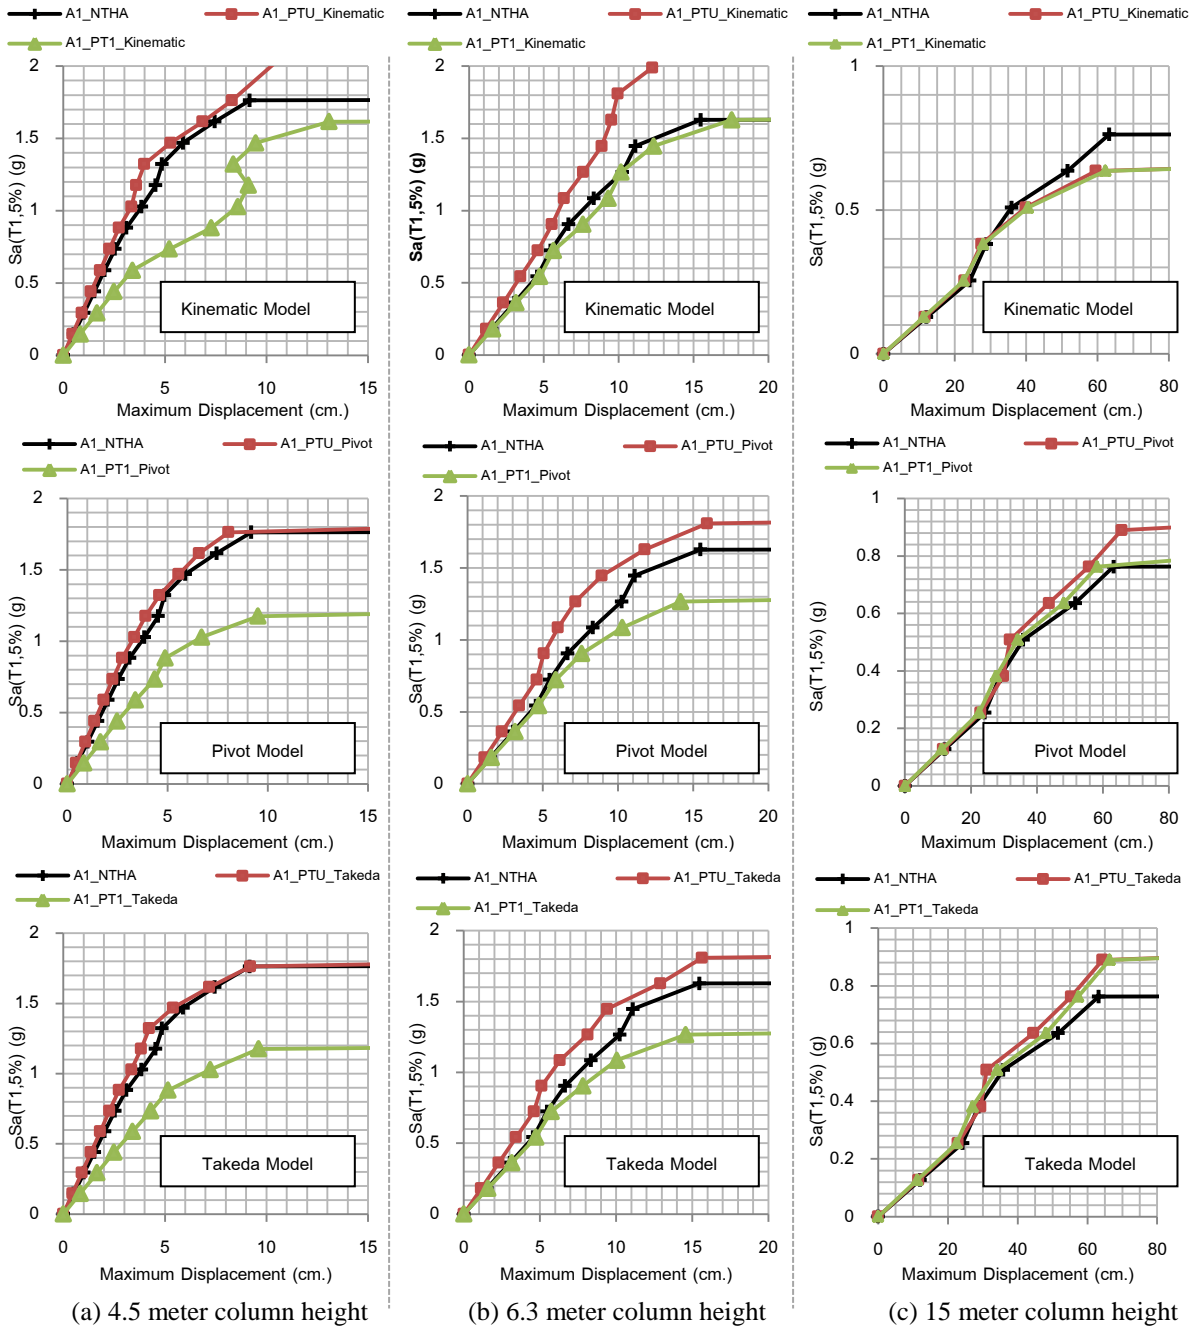 A1_NTHA A1_PTU_Kinematic
A1_PT1_Kinematic
2
1.5
1
0.5
0
Sa(T1,5%) (g)
Kinematic Model
0 5 10 15
Maximum Displacement (cm.)
A1_NTHA A1_PTU_Kinematic
A1_PT1_Kinematic
2
1.5
1
0.5
0
Sa(T1,5%) (g)
Kinematic Model
0 5 10 15 20
Maximum Displacement (cm.)
A1_NTHA A1_PTU_Kinematic
A1_PT1_Kinematic
1
0.5
0
Sa(T1,5%) (g)
Kinematic Model
0 20 40 60 80
Maximum Displacement (cm.)
A1_NTHA A1_PTU_Pivot
A1_PT1_Pivot
2
1.5
1
0.5
0
Sa(T1,5%) (g)
Pivot Model
0 5 10 15
Maximum Displacement (cm.)
A1_NTHA A1_PTU_Pivot
A1_PT1_Pivot
2
1.5
1
0.5
0
Sa(T1,5%) (g)
Pivot Model
0 5 10 15 20
Maximum Displacement (cm.)
A1_NTHA A1_PTU_Pivot
A1_PT1_Pivot
1
0.8
0.6
0.4
0.2
0
Sa(T1,5%) (g)
Pivot Model
0 20 40 60 80
Maximum Displacement (cm.)
A1_NTHA A1_PTU_Takeda
A1_PT1_Takeda
2
1.5
1
0.5
0
Sa(T1,5%) (g)
Takeda Model
0 5 10 15
Maximum Displacement (cm.)
A1_NTHA A1_PTU_Takeda
A1_PT1_Takeda
2
1.5
1
0.5
0
Sa(T1,5%) (g)
Takeda Model
0 5 10 15 20
Maximum Displacement (cm.)
A1_NTHA A1_PTU_Takeda
A1_PT1_Takeda
1
0.8
0.6
0.4
0.2
0
Sa(T1,5%) (g)
Takeda Model
0 20 40 60 80
Maximum Displacement (cm.)
(a) 4.5 meter column height
(b) 6.3 meter column height
(c) 15 meter column height